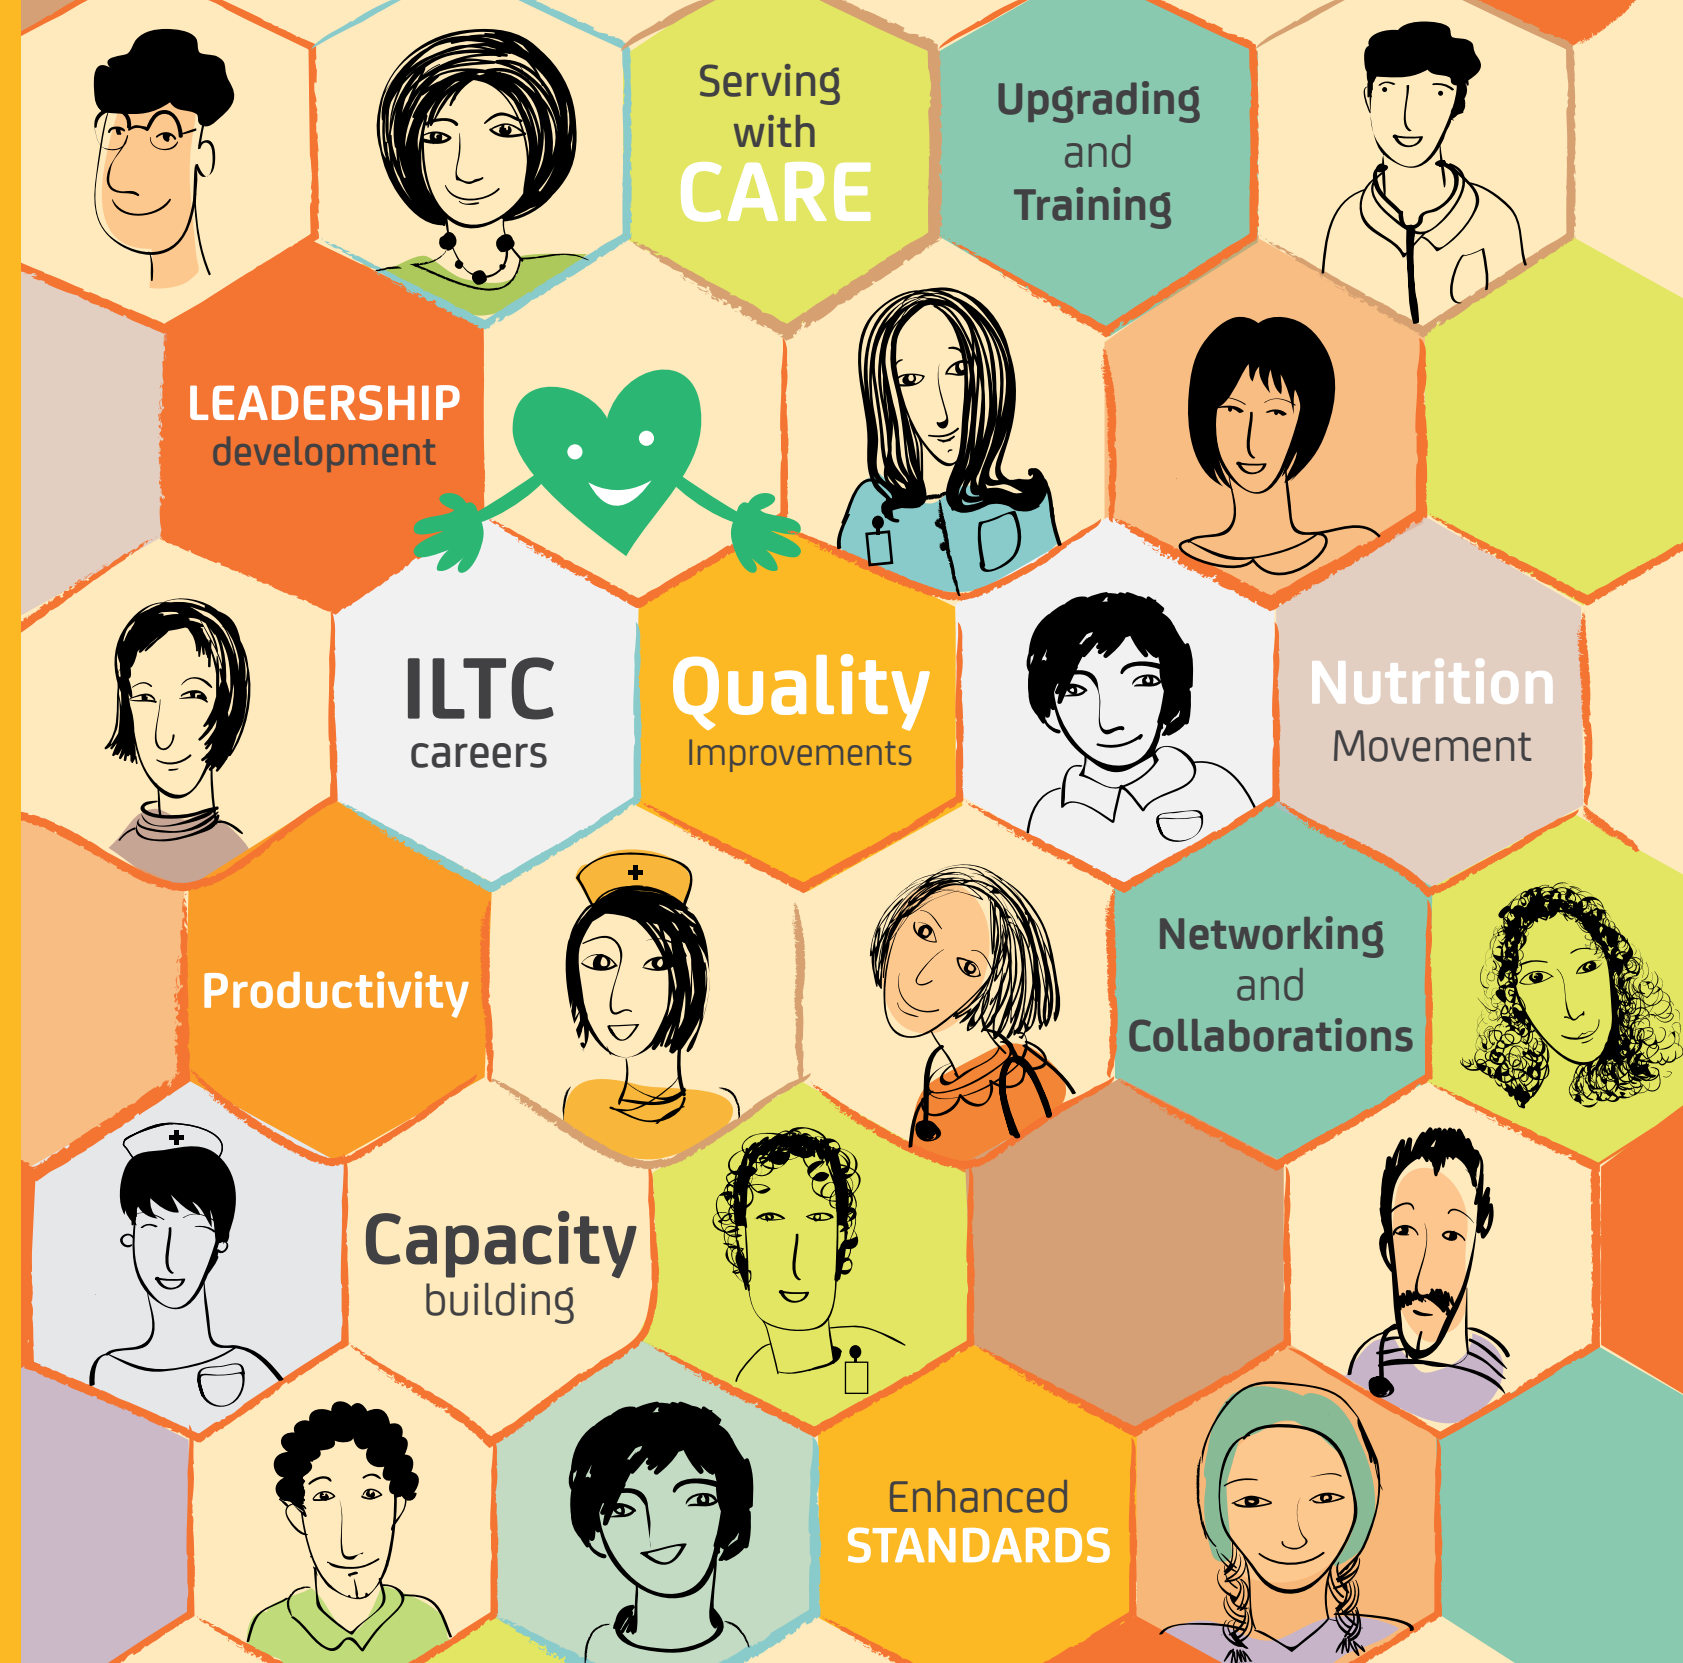 Serving
with
CARE
Upgrading
and
Training
LEADERSHIP
development
ILTC
careers
Quality
Improvements
Nutrition
Movement
Productivity
Networking
and
Collaborations
Capacity
building
Enhanced
STANDARDS